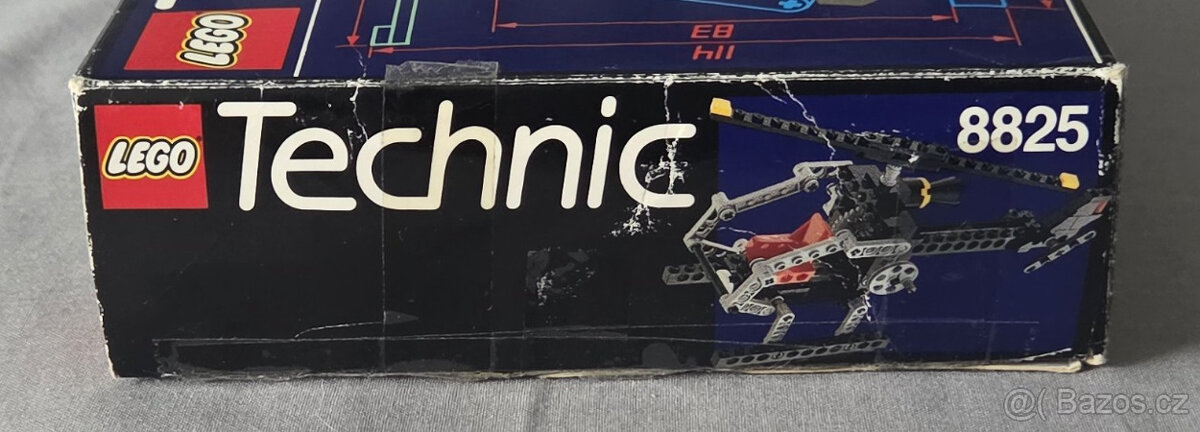 LEGO
E8
h11
LEGO
Technic
8825
@( Bazos.cz